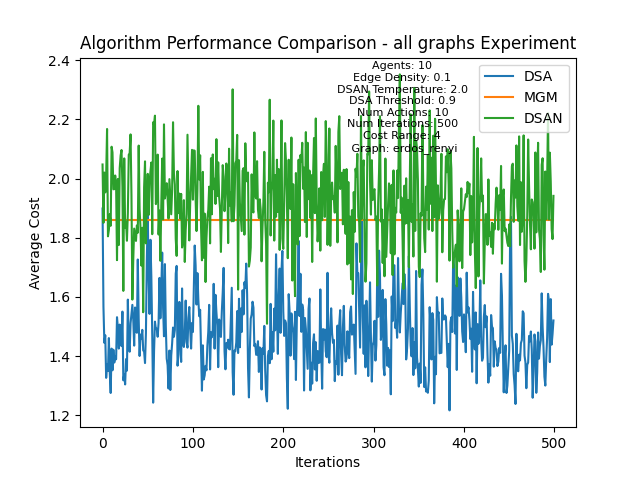 Algorithm Performance Comparison - all graphs Experiment
Agents: 10
Edge Density: 0.1
DSAN Temperature: 2.0
DSA Threshold: 0.9
Num Actions: 10
Num Iterations: 500
Cost Range: 4
Graph: erdos_renyi
DSA
MGM
DSAN
2.4
2.2
2.0
1.8
1.6
1.4
1.2
Average Cost
0 100 200 300 400 500
Iterations